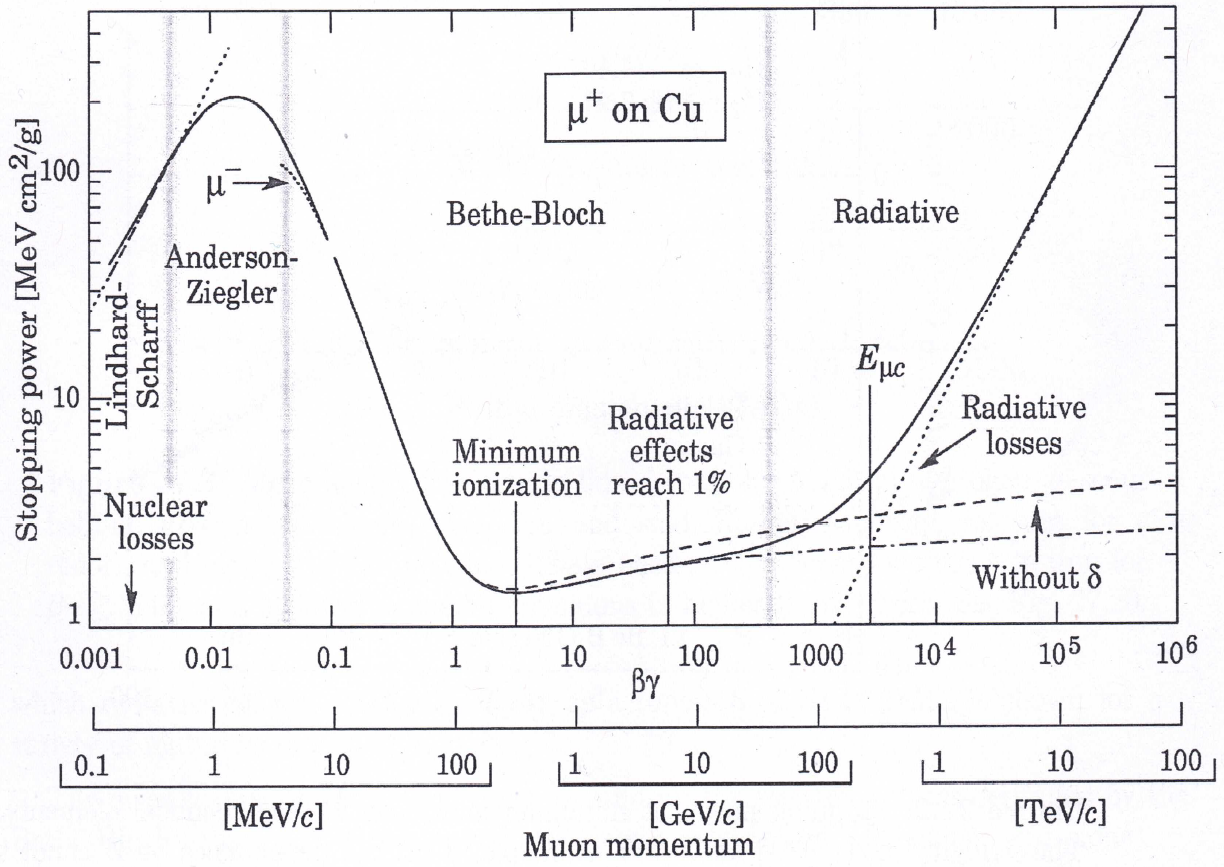 Stopping power [MeV cm²/g]
100
10
1
μ⁺ on Cu
μ⁻
Bethe-Bloch
Radiative
Anderson-
Ziegler
Lindhard-
Scharff
E_μc
Radiative
losses
Minimum
ionization
Radiative
effects
reach 1%
Nuclear
losses
Without δ
0.001 0.01 0.1 1 10 100 1000 10⁴ 10⁵ 10⁶
βγ
0.1 1 10 100 1 10 100 1 10 100
[MeV/c] [GeV/c] [TeV/c]
Muon momentum